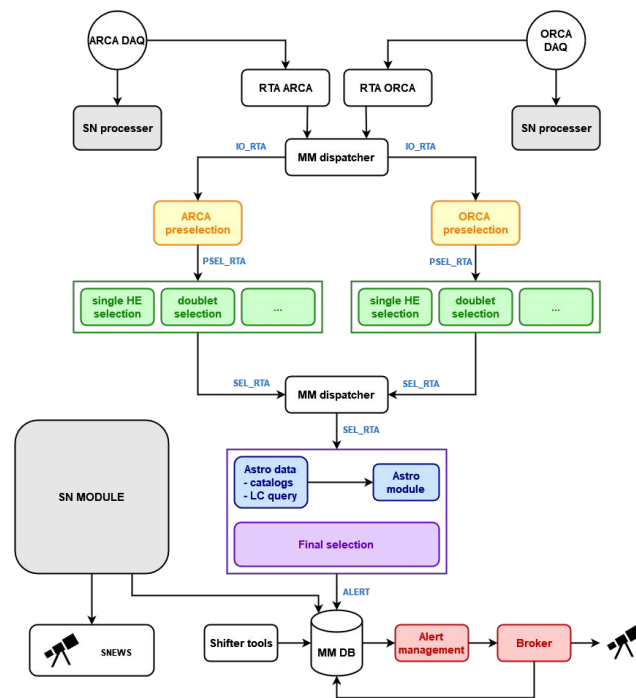 ARCA DAQ
ORCA
DAQ
RTA ARCA
RTA ORCA
SN processer
SN processer
IO_RTA
MM dispatcher
IO_RTA
ARCA
preselection
ORCA
preselection
PSEL_RTA
PSEL_RTA
single HE
selection
doublet
selection
...
single HE
selection
doublet
selection
...
SEL_RTA
MM dispatcher
SEL_RTA
SEL_RTA
SN MODULE
Astro data
- catalogs
- LC query
Astro
module
Final selection
ALERT
SNEWS
Shifter tools
MM DB
Alert
management
Broker